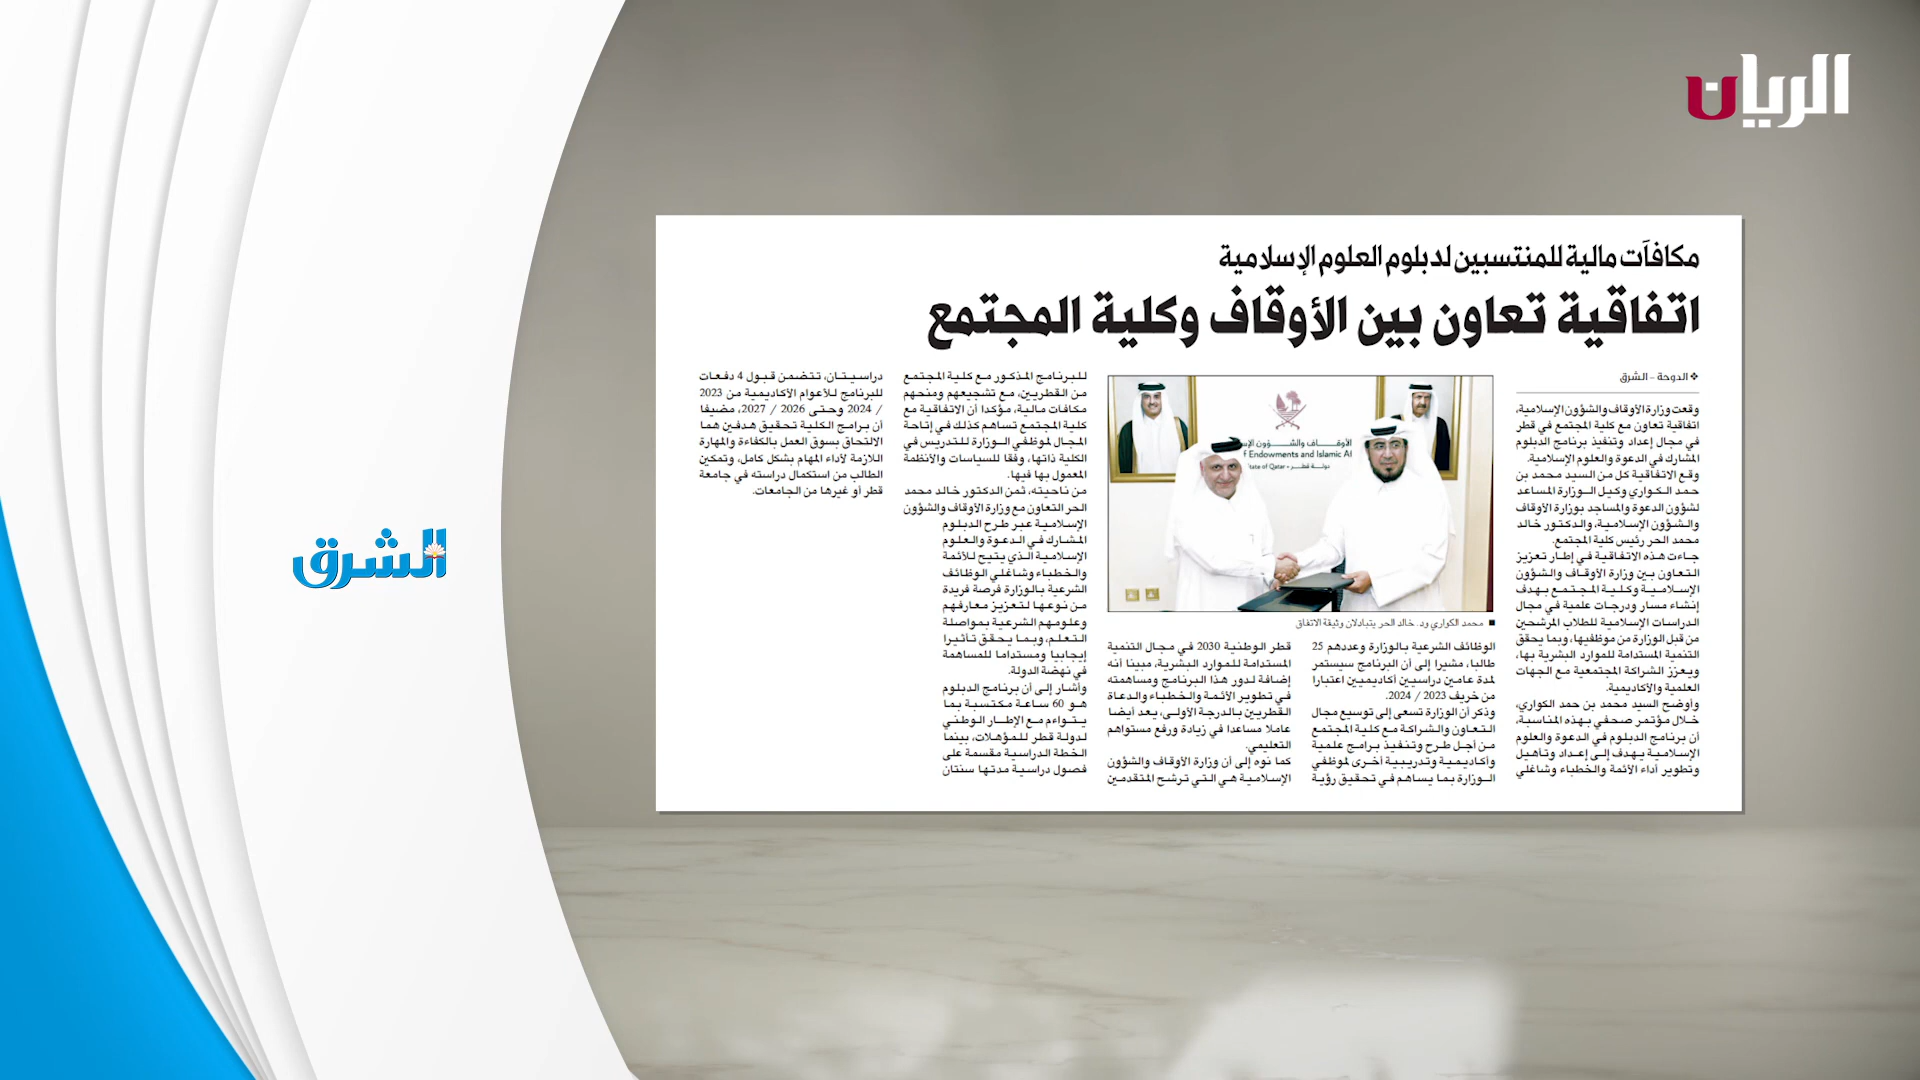 الريان
الشرق
مكافآت مالية للمنتسبين لدبلوم العلوم الإسلامية
اتفاقية تعاون بين الأوقاف وكلية المجتمع
❖ الدوحة - الشرق
وقعت وزارة الأوقاف والشؤون الإسلامية،
اتفاقية تعاون مع كلية المجتمع في قطر
في مجال إعداد وتنفيذ برنامج الدبلوم
المشارك في الدعوة والعلوم الإسلامية.
وقع الاتفاقية كل من السيد محمد بن
حمد الكواري وكيل الوزارة المساعد
لشؤون الدعوة والمساجد بوزارة الأوقاف
والشؤون الإسلامية، والدكتور خالد
محمد الحر رئيس كلية المجتمع.
جاءت هذه الاتفاقية في إطار تعزيز
التعاون بين وزارة الأوقاف والشؤون
الإسلامية وكلية المجتمع بهدف
إنشاء مسار ودرجات علمية في مجال
الدراسات الإسلامية للطلاب المرشحين
من قبل الوزارة من موظفيها، وبما يحقق
التنمية المستدامة للموارد البشرية بها،
ويعزز الشراكة المجتمعية مع الجهات
العلمية والأكاديمية.
وأوضح السيد محمد بن حمد الكواري،
خلال مؤتمر صحفي بهذه المناسبة،
أن برنامج الدبلوم في الدعوة والعلوم
الإسلامية يهدف إلى إعداد وتأهيل
وتطوير أداء الأئمة والخطباء وشاغلي
الأوقاف والشؤون الإس
f Endowments and Islamic Af
tate of Qatar - دولة قطر
■ محمد الكواري ود. خالد الحر يتبادلان وثيقة الاتفاق
الوظائف الشرعية بالوزارة وعددهم 25
طالبا، مشيرا إلى أن البرنامج سيستمر
لمدة عامين دراسيين أكاديميين اعتبارا
من خريف 2023 / 2024.
وذكر أن الوزارة تسعى إلى توسيع مجال
التعاون والشراكة مع كلية المجتمع
من أجل طرح وتنفيذ برامج علمية
وأكاديمية وتدريبية أخرى لموظفي
الوزارة بما يساهم في تحقيق رؤية
قطر الوطنية 2030 في مجال التنمية
المستدامة للموارد البشرية، مبينا أنه
إضافة لدور هذا البرنامج ومساهمته
في تطوير الأئمة والخطباء والدعاة
القطريين بالدرجة الأولى، يعد أيضا
عاملا مساعدا في زيادة ورفع مستواهم
التعليمي.
كما نوه إلى أن وزارة الأوقاف والشؤون
الإسلامية هي التي ترشح المتقدمين
للبرنامج المذكور مع كلية المجتمع
من القطريين، مع تشجيعهم ومنحهم
مكافات مالية، مؤكدا أن الاتفاقية مع
كلية المجتمع تساهم كذلك في إتاحة
المجال لموظفي الوزارة للتدريس في
الكلية ذاتها، وفقا للسياسات والأنظمة
المعمول بها فيها.
من ناحيته، ثمن الدكتور خالد محمد
الحر التعاون مع وزارة الأوقاف والشؤون
الإسلامية عبر طرح الدبلوم
المشارك في الدعوة والعلوم
الإسلامية الذي يتيح للأئمة
والخطباء وشاغلي الوظائف
الشرعية بالوزارة فرصة فريدة
من نوعها لتعزيز معارفهم
وعلومهم الشرعية بمواصلة
التعلم، وبما يحقق تأثيرا
إيجابيا ومستداما للمساهمة
في نهضة الدولة.
وأشار إلى أن برنامج الدبلوم
هو 60 ساعة مكتسبة بما
يتواءم مع الإطار الوطني
لدولة قطر للمؤهلات، بينما
الخطة الدراسية مقسمة على
فصول دراسية مدتها سنتان
دراسيتان، تتضمن قبول 4 دفعات
للبرنامج للأعوام الأكاديمية من 2023
/ 2024 وحتى 2026 / 2027، مضيفا
أن برامج الكلية تحقيق هدفين هما
الالتحاق بسوق العمل بالكفاءة والمهارة
اللازمة لأداء المهام بشكل كامل، وتمكين
الطالب من استكمال دراسته في جامعة
قطر أو غيرها من الجامعات.